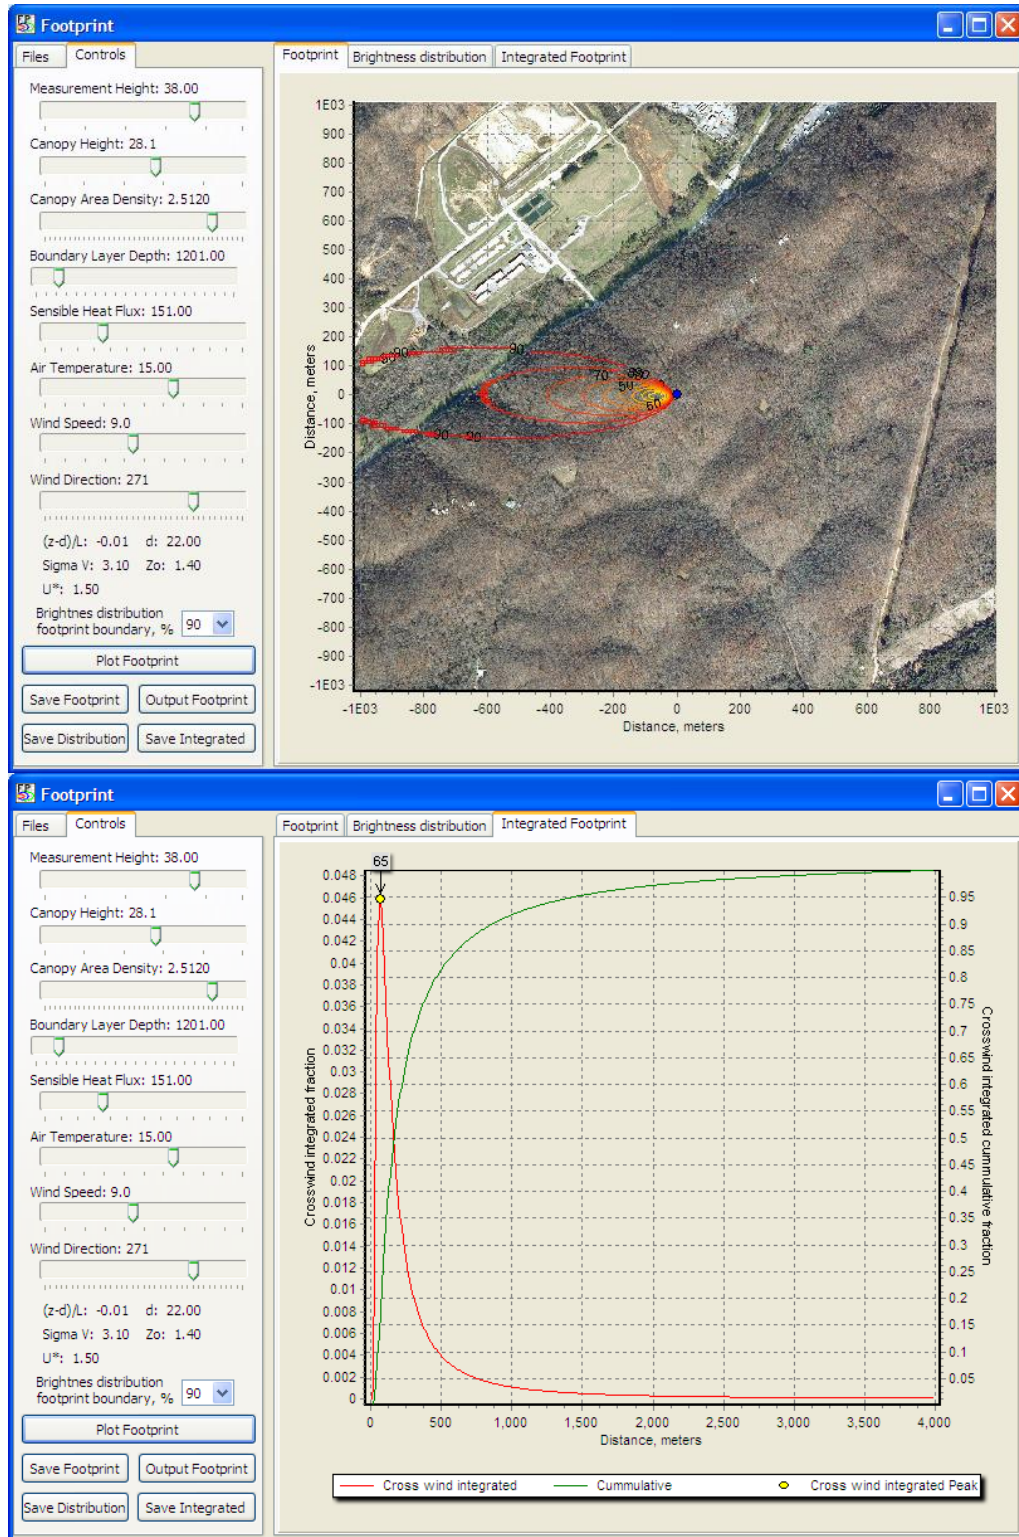 Footprint
Files Controls
Footprint Brightness distribution Integrated Footprint
Measurement Height: 38.00
Canopy Height: 28.1
Canopy Area Density: 2.5120
Boundary Layer Depth: 1201.00
Sensible Heat Flux: 151.00
Air Temperature: 15.00
Wind Speed: 9.0
Wind Direction: 271
(z-d)/L: -0.01 d: 22.00
Sigma V: 3.10 Zo: 1.40
U*: 1.50
Brightnes distribution
footprint boundary, % 90
Plot Footprint
Save Footprint Output Footprint
Save Distribution Save Integrated
1E03
800
700
600
500
400
300
200
100
0
-100
-200
-300
-400
-500
-600
-700
-800
-900
-1E03
Distance, meters
90
90
70
50
50
90
90
-1E03 -800 -600 -400 -200 0 200 400 600 800 1E03
Distance, meters
Footprint
Files Controls
Footprint Brightness distribution Integrated Footprint
Measurement Height: 38.00
Canopy Height: 28.1
Canopy Area Density: 2.5120
Boundary Layer Depth: 1201.00
Sensible Heat Flux: 151.00
Air Temperature: 15.00
Wind Speed: 9.0
Wind Direction: 271
(z-d)/L: -0.01 d: 22.00
Sigma V: 3.10 Zo: 1.40
U*: 1.50
Brightnes distribution
footprint boundary, % 90
Plot Footprint
Save Footprint Output Footprint
Save Distribution Save Integrated
65
0.048
0.046
0.044
0.042
0.04
0.038
0.036
0.034
0.032
0.03
0.028
0.026
0.024
0.022
0.02
0.018
0.016
0.014
0.012
0.01
0.008
0.006
0.004
0.002
0
Crosswind integrated fraction
0.95
0.9
0.85
0.8
0.75
0.7
0.65
0.6
0.55
0.5
0.45
0.4
0.35
0.3
0.25
0.2
0.15
0.1
0.05
Crosswind integrated cummulative fraction
0 500 1,000 1,500 2,000 2,500 3,000 3,500 4,000
Distance, meters
Cross wind integrated Cummulative Cross wind integrated Peak